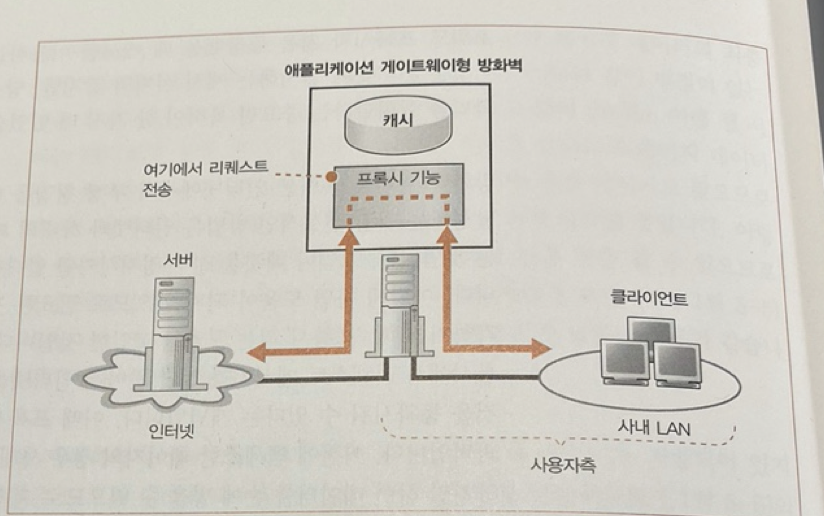 애플리케이션 게이트웨이형 방화벽
캐시
여기에서 리퀘스트
전송
프록시 기능
서버
클라이언트
인터넷
사내 LAN
사용자측